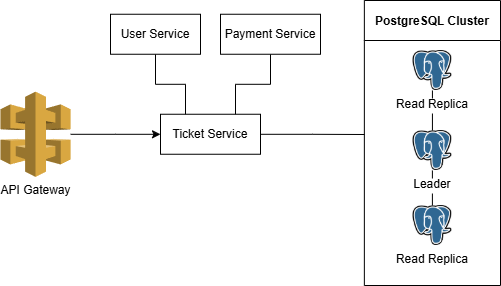 User Service
Payment Service
PostgreSQL Cluster
Read Replica
Ticket Service
API Gateway
Leader
Read Replica